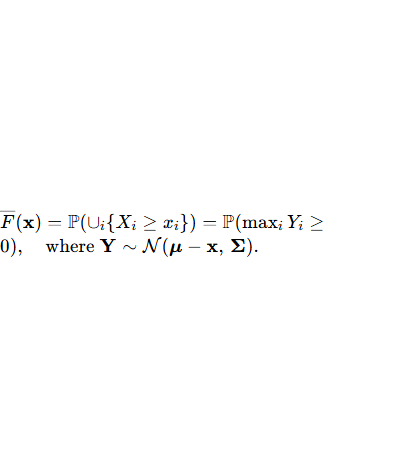 F̅(𝐱) = ℙ(∪ᵢ{Xᵢ ≥ xᵢ}) = ℙ(maxᵢ Yᵢ ≥
0),   where 𝐘 ∼ 𝒩(𝛍 − 𝐱, 𝚺).